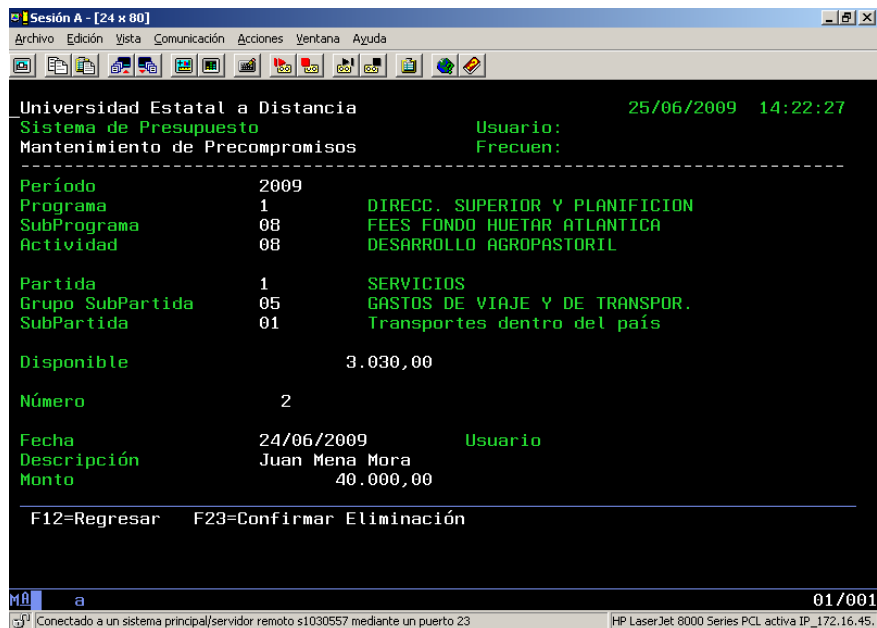 Sesión A - [24 x 80]
Archivo Edición Vista Comunicación Acciones Ventana Ayuda
Universidad Estatal a Distancia 25/06/2009 14:22:27
Sistema de Presupuesto Usuario:
Mantenimiento de Precompromisos Frecuen:
Período 2009
Programa 1 DIRECC. SUPERIOR Y PLANIFICION
SubPrograma 08 FEES FONDO HUETAR ATLANTICA
Actividad 08 DESARROLLO AGROPASTORIL
Partida 1 SERVICIOS
Grupo SubPartida 05 GASTOS DE VIAJE Y DE TRANSPOR.
SubPartida 01 Transportes dentro del país
Disponible 3.030,00
Número 2
Fecha 24/06/2009 Usuario
Descripción Juan Mena Mora
Monto 40.000,00
F12=Regresar F23=Confirmar Eliminación
MA a 01/001
Conectado a un sistema principal/servidor remoto s1030557 mediante un puerto 23 HP LaserJet 8000 Series PCL activa IP_172.16.45.